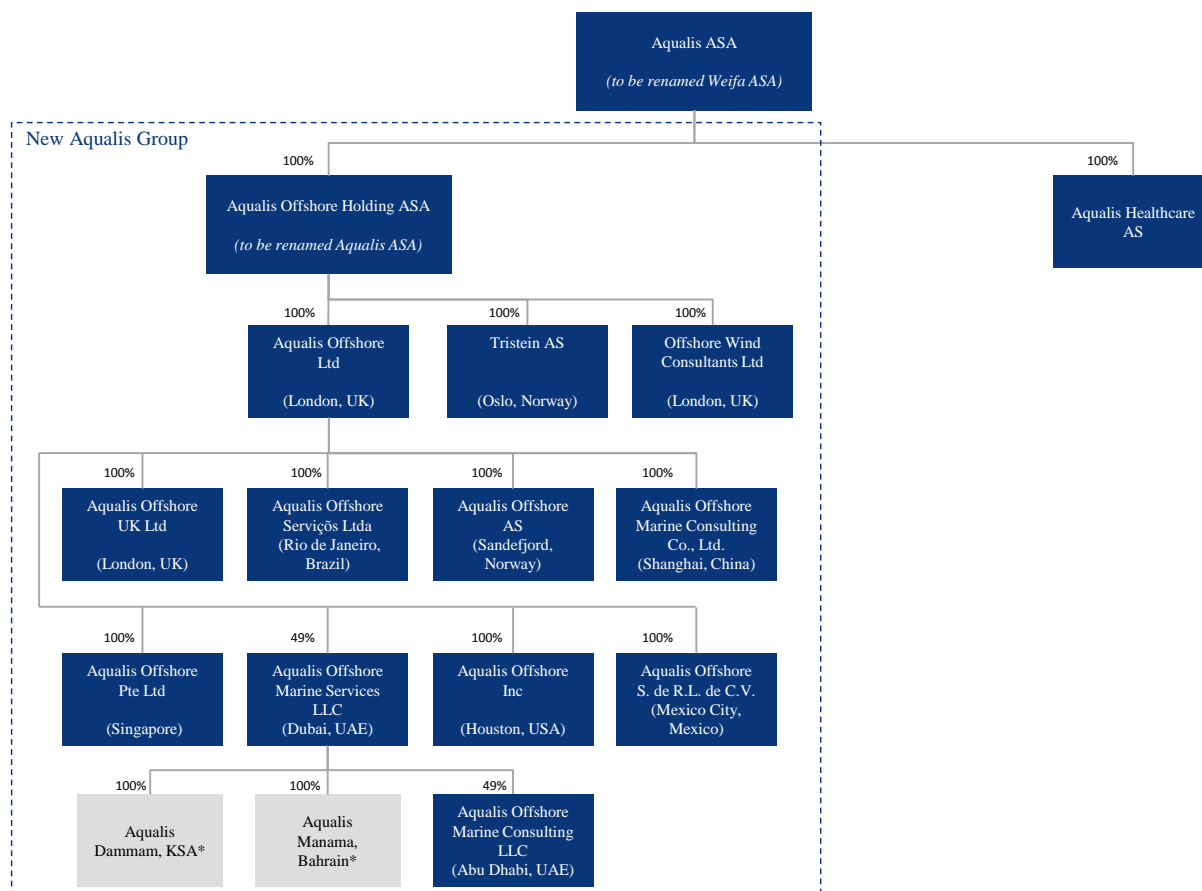 Aqualis ASA
(to be renamed Weifa ASA)
New Aqualis Group
100%
100%
Aqualis Offshore Holding ASA
(to be renamed Aqualis ASA)
Aqualis Healthcare
AS
100%
100%
100%
Aqualis Offshore
Ltd
(London, UK)
Tristein AS
(Oslo, Norway)
Offshore Wind
Consultants Ltd
(London, UK)
100%
100%
100%
100%
Aqualis Offshore
UK Ltd
(London, UK)
Aqualis Offshore
Serviçõs Ltda
(Rio de Janeiro,
Brazil)
Aqualis Offshore
AS
(Sandefjord,
Norway)
Aqualis Offshore
Marine Consulting
Co., Ltd.
(Shanghai, China)
100%
49%
100%
100%
Aqualis Offshore
Pte Ltd
(Singapore)
Aqualis Offshore
Marine Services
LLC
(Dubai, UAE)
Aqualis Offshore
Inc
(Houston, USA)
Aqualis Offshore
S. de R.L. de C.V.
(Mexico City,
Mexico)
100%
100%
49%
Aqualis
Dammam, KSA*
Aqualis
Manama,
Bahrain*
Aqualis Offshore
Marine Consulting
LLC
(Abu Dhabi, UAE)